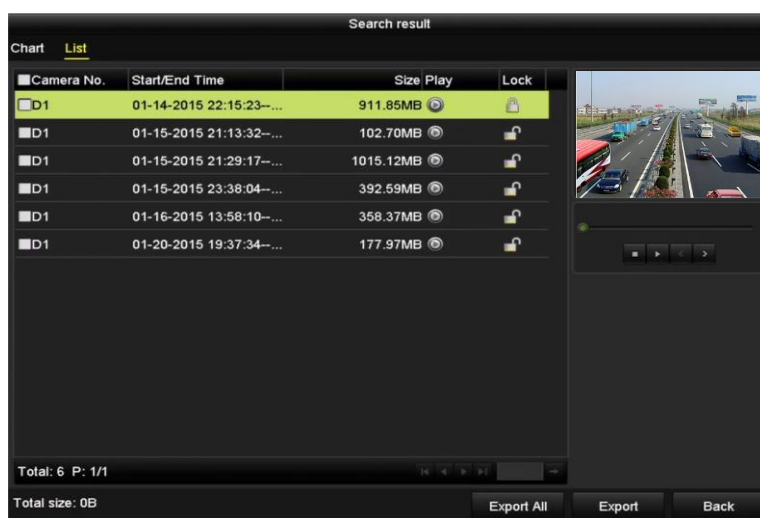 Search result
Chart List
Camera No. Start/End Time Size Play Lock
D1 01-14-2015 22:15:23--... 911.85MB
D1 01-15-2015 21:13:32--... 102.70MB
D1 01-15-2015 21:29:17--... 1015.12MB
D1 01-15-2015 23:38:04--... 392.59MB
D1 01-16-2015 13:58:10--... 358.37MB
D1 01-20-2015 19:37:34--... 177.97MB
Total: 6 P: 1/1
Total size: 0B Export All Export Back